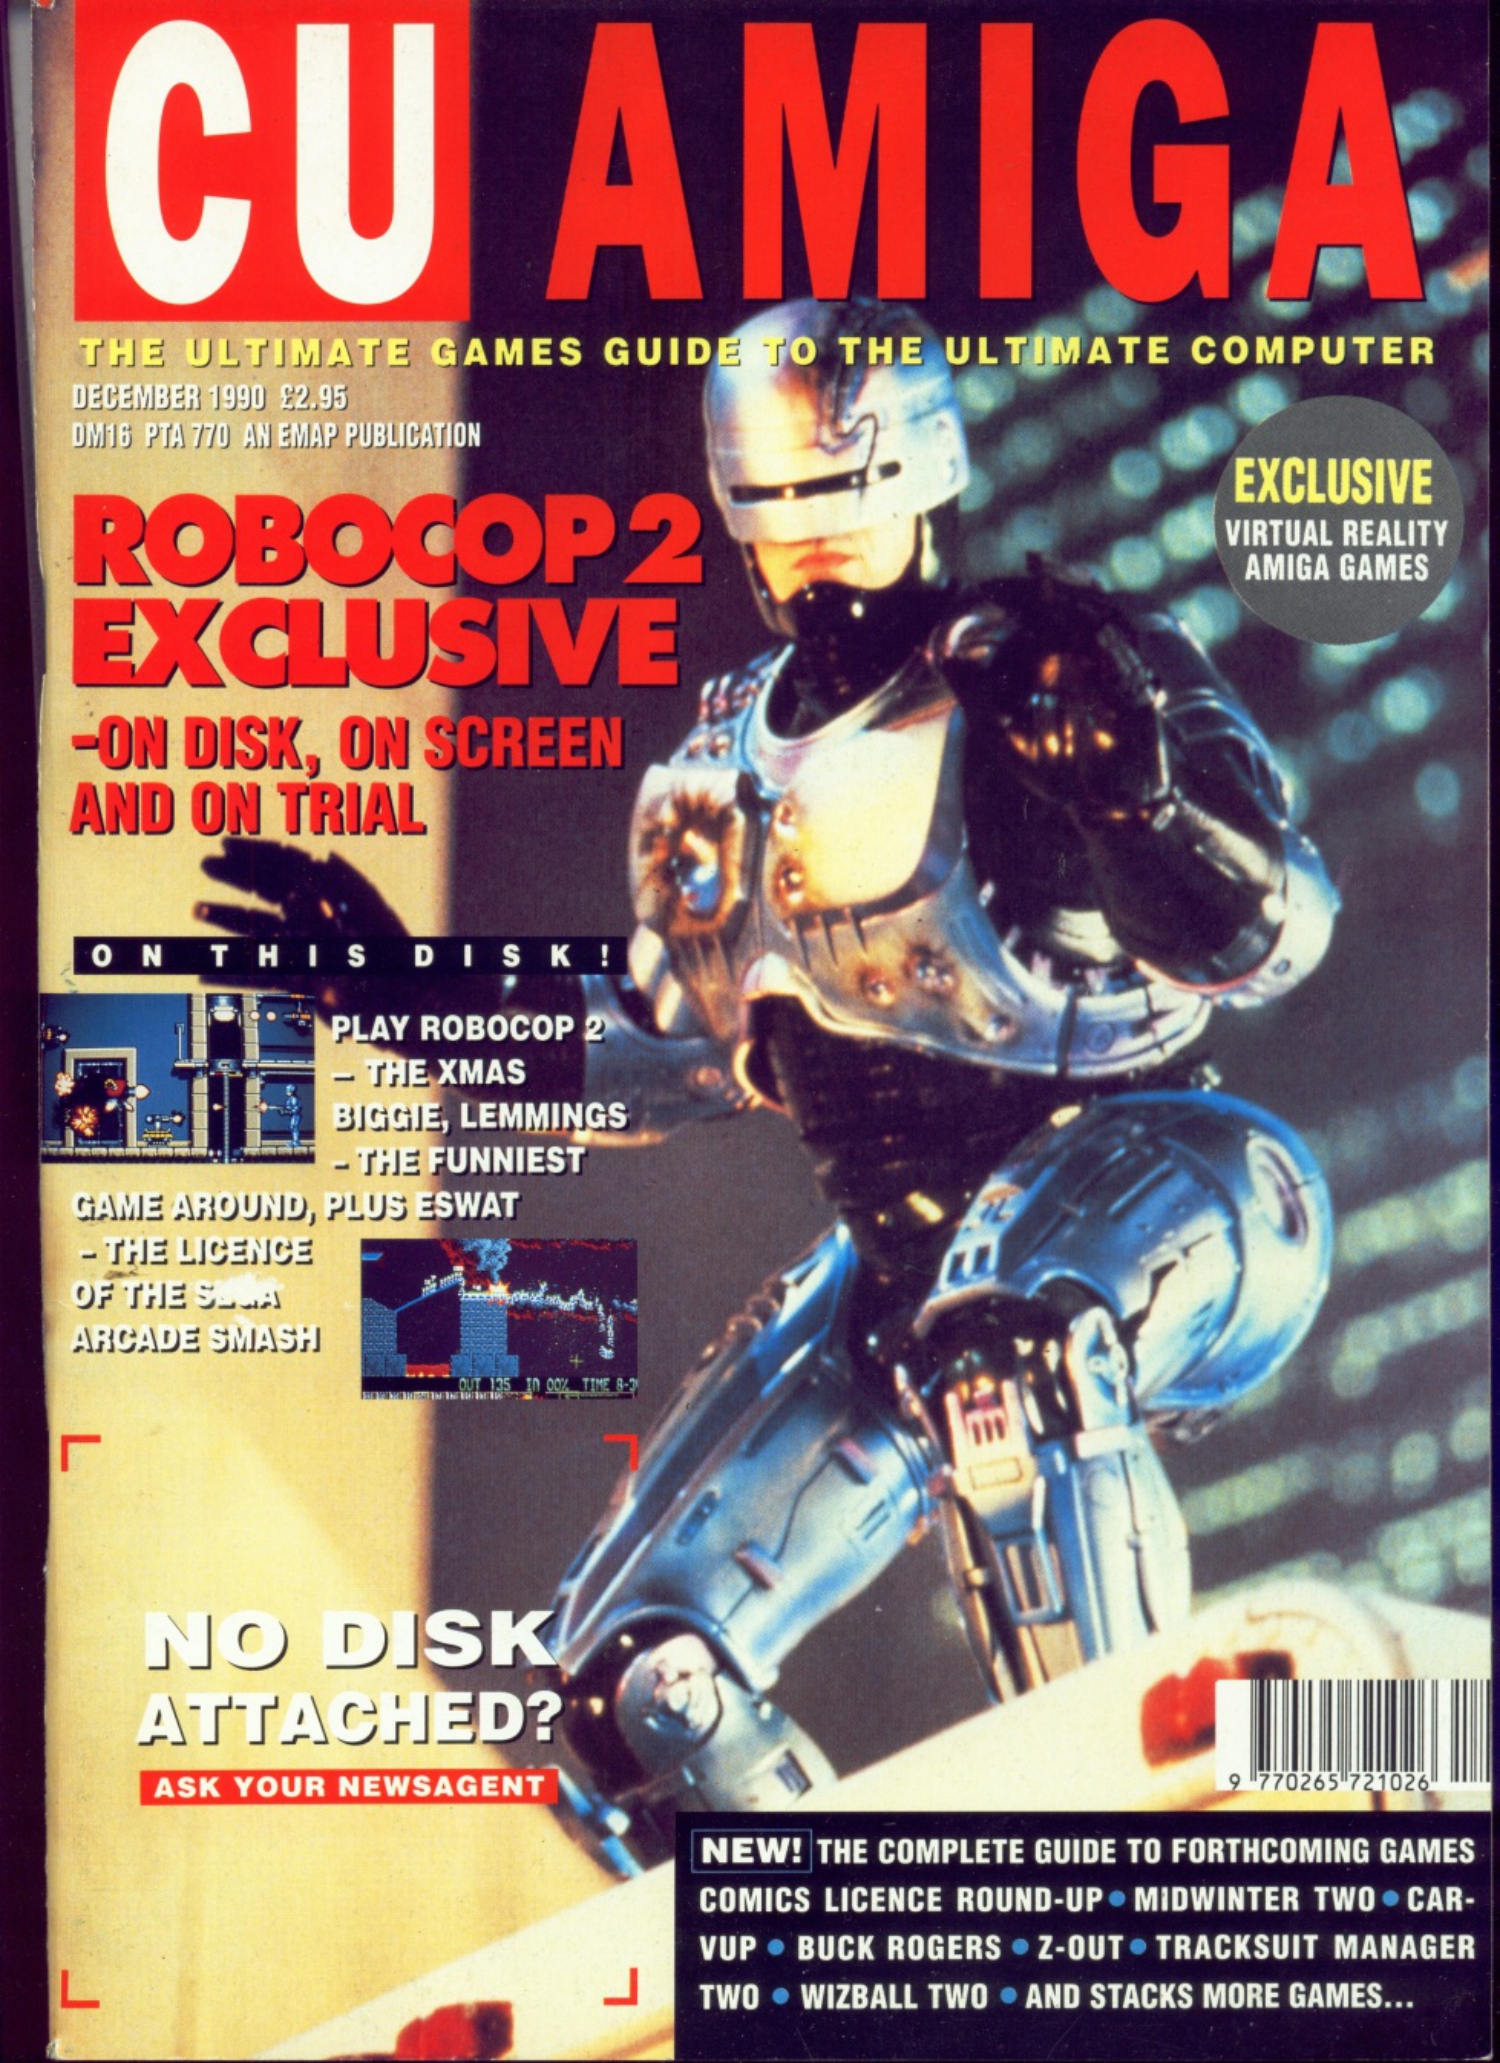 CU AMIGA
THE ULTIMATE GAMES GUIDE TO THE ULTIMATE COMPUTER
DECEMBER 1990 £2.95
DM16 PTA 770 AN EMAP PUBLICATION
EXCLUSIVE
VIRTUAL REALITY
AMIGA GAMES
ROBOCOP 2
EXCLUSIVE
-ON DISK, ON SCREEN
AND ON TRIAL
ON THIS DISK!
PLAY ROBOCOP 2
– THE XMAS
BIGGIE, LEMMINGS
– THE FUNNIEST
GAME AROUND, PLUS ESWAT
– THE LICENCE
OF THE SEGA
ARCADE SMASH
OUT 135 IN 00% TIME 8-3
NO DISK
ATTACHED?
ASK YOUR NEWSAGENT
9 770265 721026
NEW! THE COMPLETE GUIDE TO FORTHCOMING GAMES
COMICS LICENCE ROUND-UP • MIDWINTER TWO • CAR-
VUP • BUCK ROGERS • Z-OUT • TRACKSUIT MANAGER
TWO • WIZBALL TWO • AND STACKS MORE GAMES...